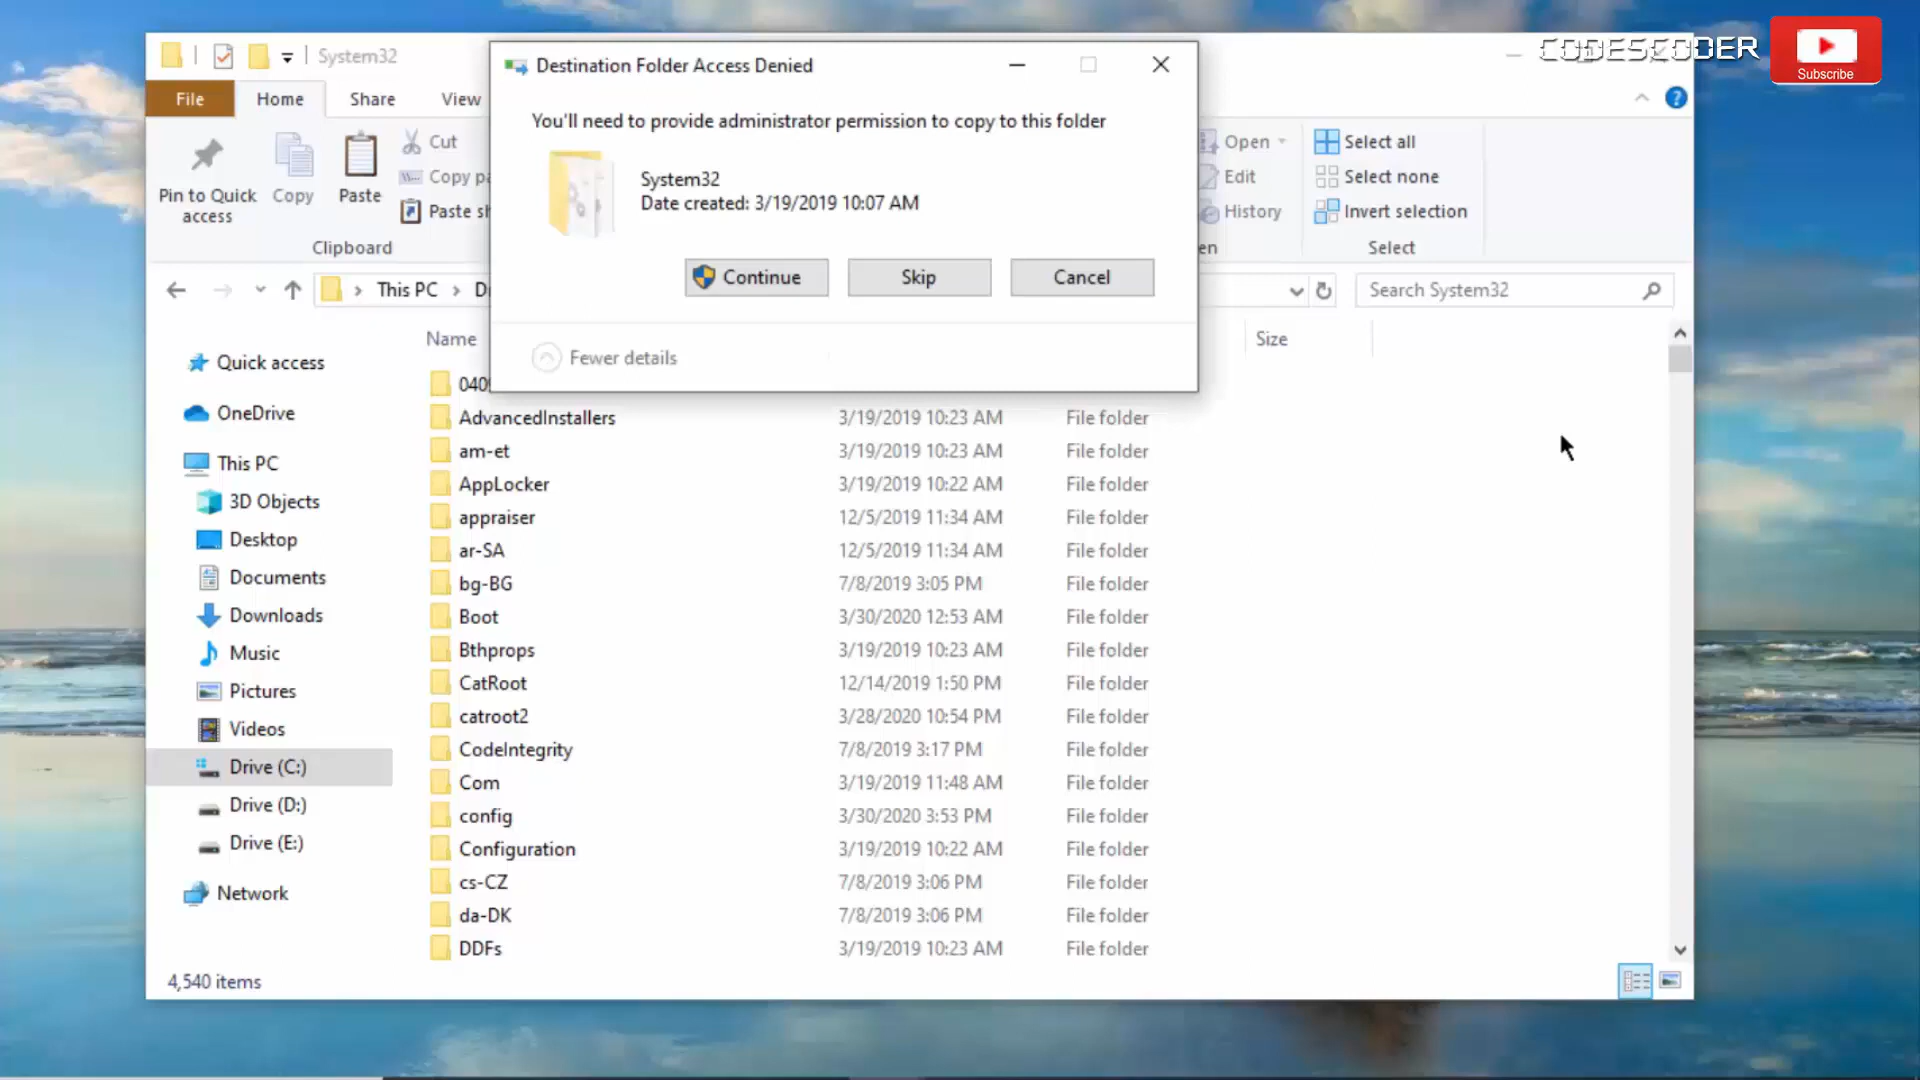 CODESCODER
Subscribe
System32
Destination Folder Access Denied
File
Home
Share
View
You'll need to provide administrator permission to copy to this folder
System32
Date created: 3/19/2019 10:07 AM
Continue
Skip
Cancel
Fewer details
Pin to Quick
access
Copy
Paste
Cut
Copy pa
Paste sh
Clipboard
Open
Edit
History
en
Select all
Select none
Invert selection
Select
This PC
Search System32
Name
Size
Quick access
OneDrive
This PC
3D Objects
Desktop
Documents
Downloads
Music
Pictures
Videos
Drive (C:)
Drive (D:)
Drive (E:)
Network
0409
AdvancedInstallers 3/19/2019 10:23 AM File folder
am-et 3/19/2019 10:23 AM File folder
AppLocker 3/19/2019 10:22 AM File folder
appraiser 12/5/2019 11:34 AM File folder
ar-SA 12/5/2019 11:34 AM File folder
bg-BG 7/8/2019 3:05 PM File folder
Boot 3/30/2020 12:53 AM File folder
Bthprops 3/19/2019 10:23 AM File folder
CatRoot 12/14/2019 1:50 PM File folder
catroot2 3/28/2020 10:54 PM File folder
CodeIntegrity 7/8/2019 3:17 PM File folder
Com 3/19/2019 11:48 AM File folder
config 3/30/2020 3:53 PM File folder
Configuration 3/19/2019 10:22 AM File folder
cs-CZ 7/8/2019 3:06 PM File folder
da-DK 7/8/2019 3:06 PM File folder
DDFs 3/19/2019 10:23 AM File folder
4,540 items